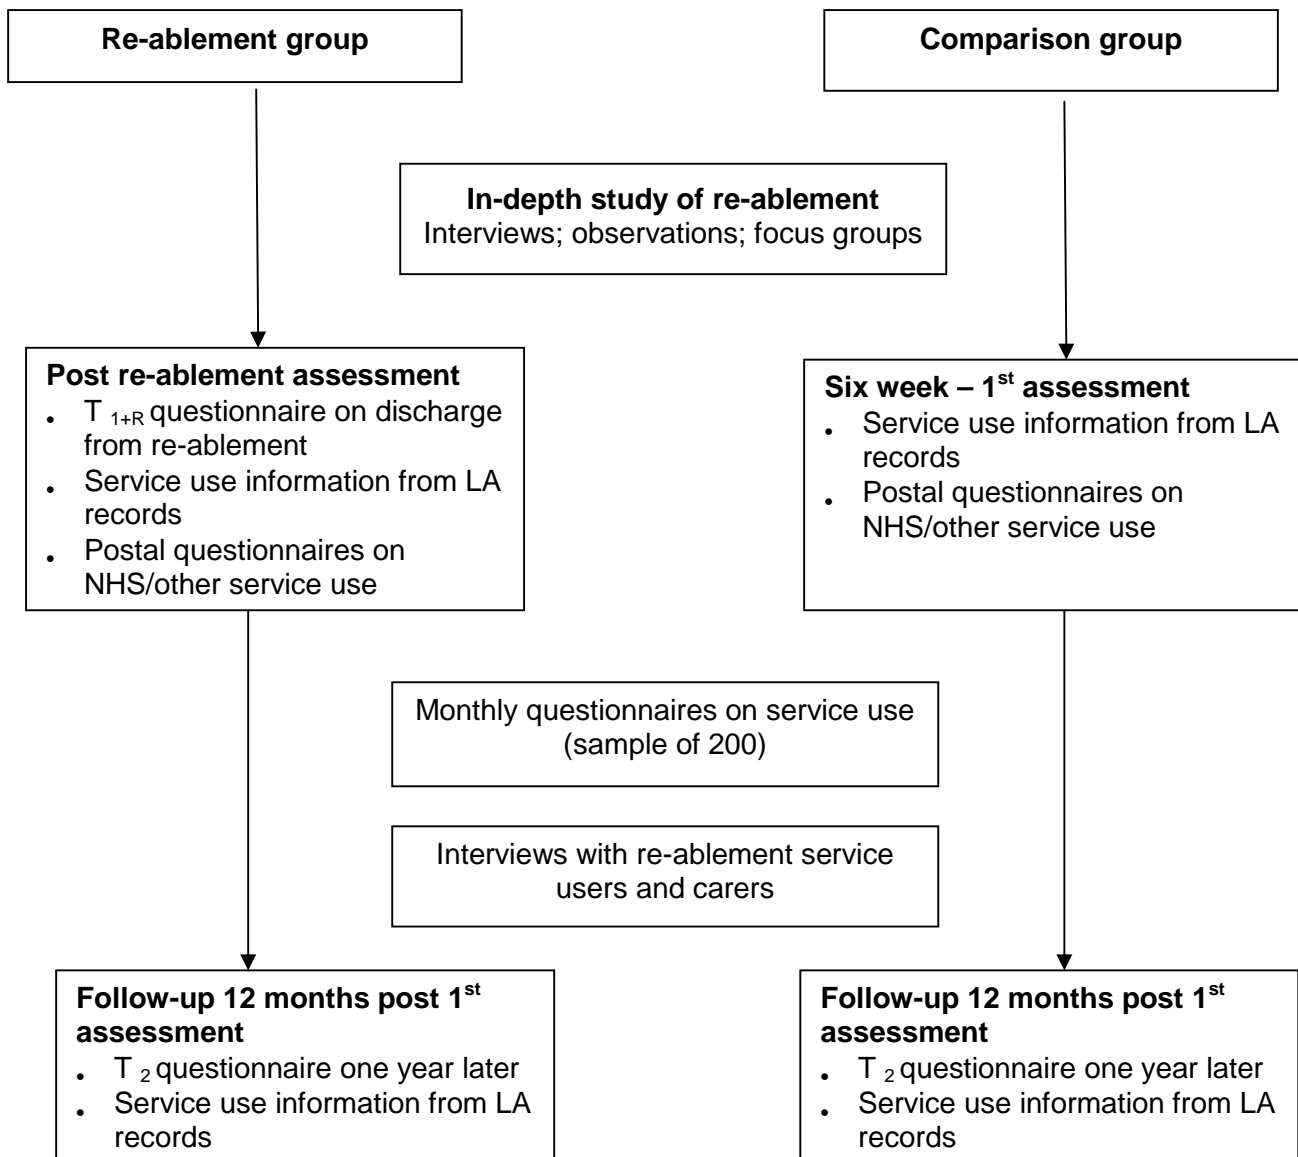 Re-ablement group
Comparison group
In-depth study of re-ablement
Interviews; observations; focus groups
Post re-ablement assessment
• T 1+R questionnaire on discharge
from re-ablement
• Service use information from LA
records
• Postal questionnaires on
NHS/other service use
Six week – 1st assessment
• Service use information from LA
records
• Postal questionnaires on
NHS/other service use
Monthly questionnaires on service use
(sample of 200)
Interviews with re-ablement service
users and carers
Follow-up 12 months post 1st
assessment
• T 2 questionnaire one year later
• Service use information from LA
records
Follow-up 12 months post 1st
assessment
• T 2 questionnaire one year later
• Service use information from LA
records